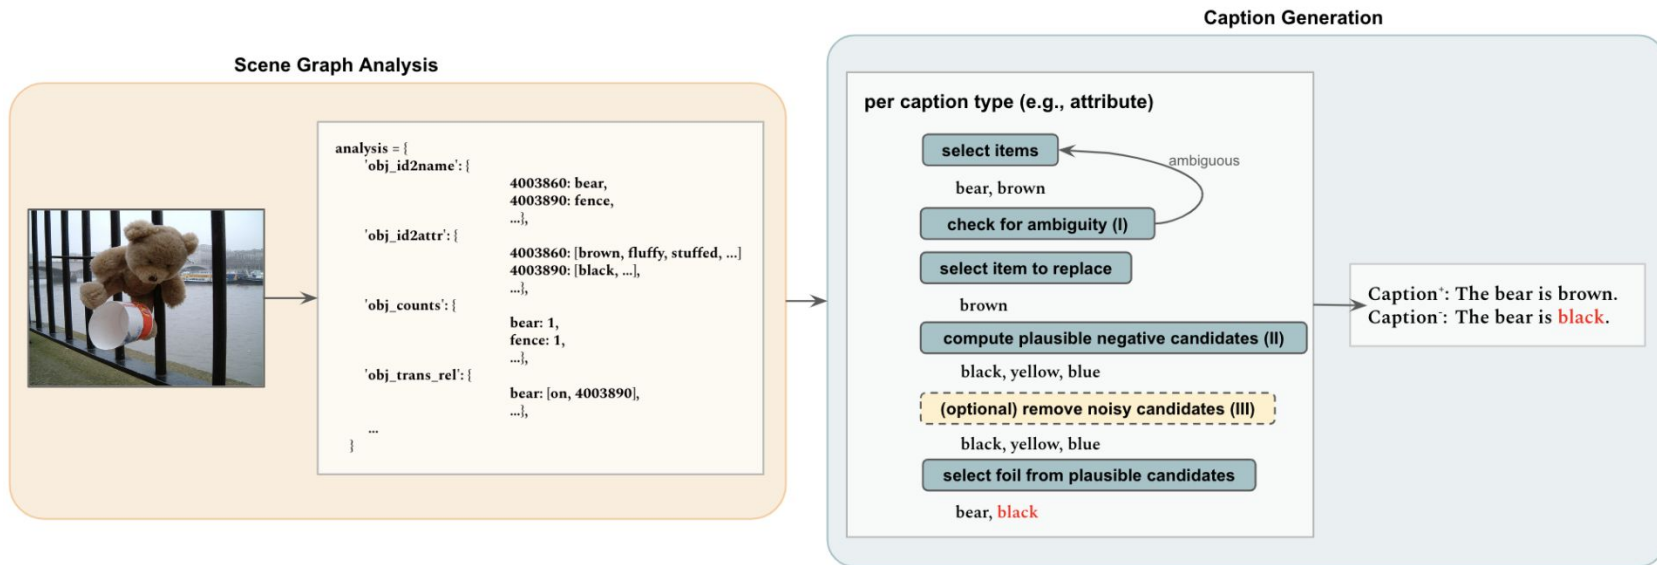 Scene Graph Analysis
analysis = {
'obj_id2name': {
4003860: bear,
4003890: fence,
...},
'obj_id2attr': {
4003860: [brown, fluffy, stuffed, ...]
4003890: [black, ...],
...},
'obj_counts': {
bear: 1,
fence: 1,
...},
'obj_trans_rel': {
bear: [on, 4003890],
...},
...
}
Caption Generation
per caption type (e.g., attribute)
select items
ambiguous
bear, brown
check for ambiguity (I)
select item to replace
brown
compute plausible negative candidates (II)
black, yellow, blue
(optional) remove noisy candidates (III)
black, yellow, blue
select foil from plausible candidates
bear, black
Caption⁺: The bear is brown.
Caption⁻: The bear is black.